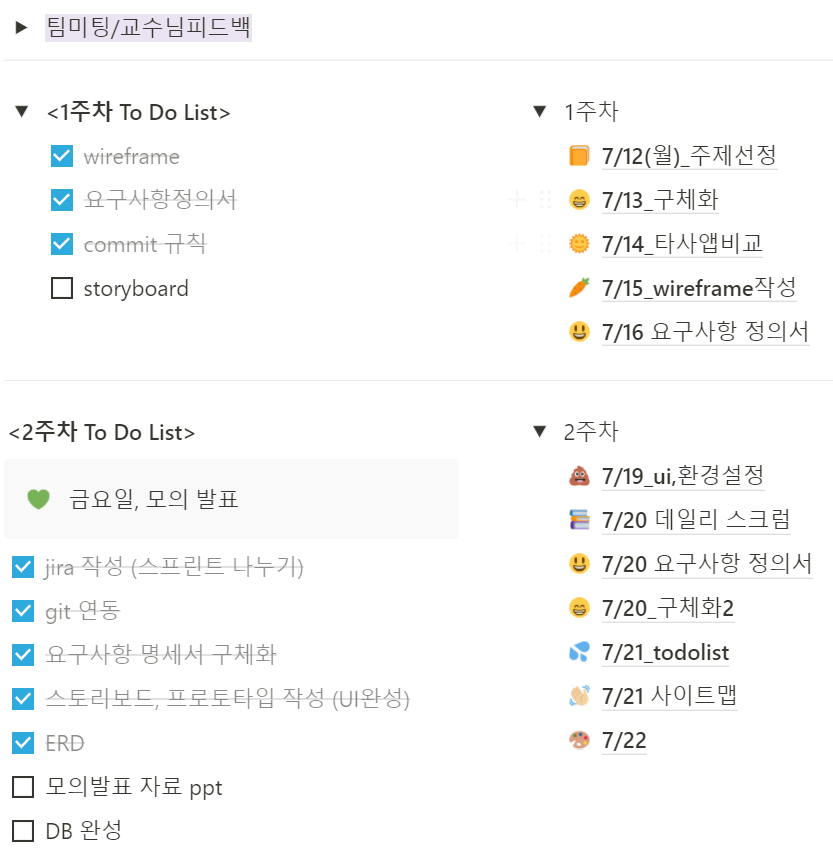 팀미팅/교수님피드백
<1주차 To Do List>
wireframe
요구사항정의서
commit 규칙
storyboard
1주차
7/12(월)_주제선정
7/13_구체화
7/14_타사앱비교
7/15_wireframe작성
7/16 요구사항 정의서
<2주차 To Do List>
금요일, 모의 발표
jira 작성 (스프린트 나누기)
git 연동
요구사항 명세서 구체화
스토리보드, 프로토타입 작성 (UI완성)
ERD
모의발표 자료 ppt
DB 완성
2주차
7/19_ui,환경설정
7/20 데일리 스크럼
7/20 요구사항 정의서
7/20_구체화2
7/21_todolist
7/21 사이트맵
7/22